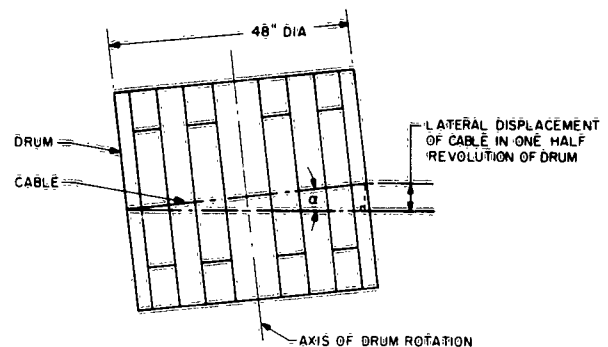 48" DIA
DRUM
CABLE
α
LATERAL DISPLACEMENT
OF CABLE IN ONE HALF
REVOLUTION OF DRUM
AXIS OF DRUM ROTATION